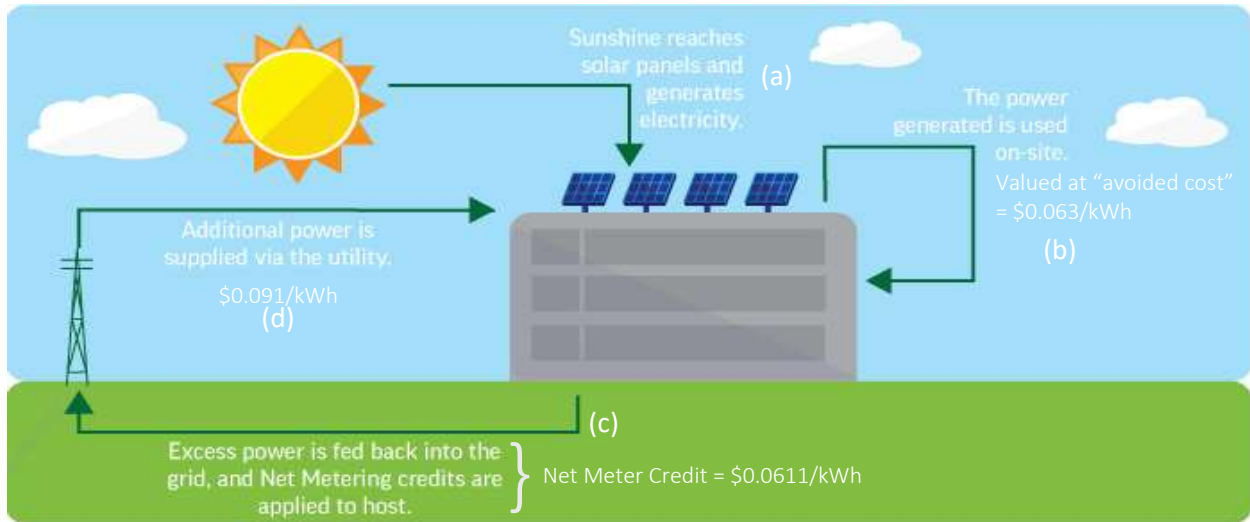 Sunshine reaches
solar panels and
generates
electricity.
(a)
The power
generated is used
on-site.
Valued at “avoided cost”
= $0.063/kWh
(b)
Additional power is
supplied via the utility.
$0.091/kWh
(d)
(c)
Excess power is fed back into the
grid, and Net Metering credits are
applied to host.
Net Meter Credit = $0.0611/kWh